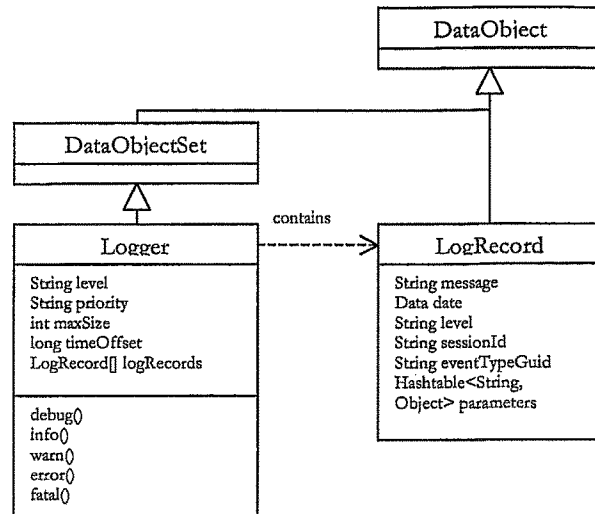 DataObject
DataObjectSet
contains
Logger
String level
String priority
int maxSize
long timeOffset
LogRecord[] logRecords
debug()
info()
warn()
error()
fatal()
LogRecord
String message
Data date
String level
String sessionId
String eventTypeGuid
Hashtable<String,
Object> parameters